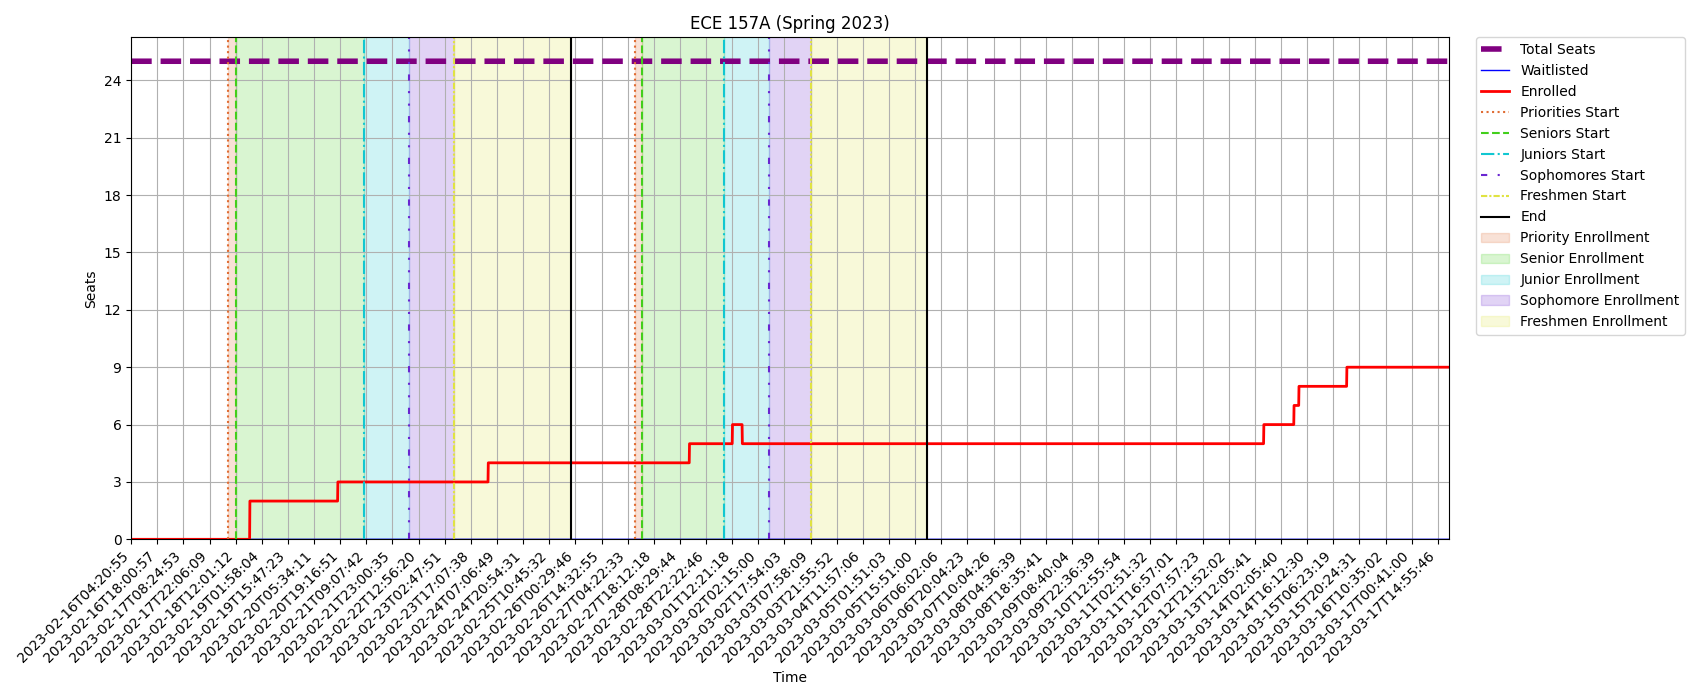 ECE 157A (Spring 2023)
Total Seats
Waitlisted
Enrolled
Priorities Start
Seniors Start
Juniors Start
Sophomores Start
Freshmen Start
End
Priority Enrollment
Senior Enrollment
Junior Enrollment
Sophomore Enrollment
Freshmen Enrollment
Seats
24
21
18
15
12
9
6
3
0
2023-02-16T04:20:55
2023-02-16T18:00:57
2023-02-17T08:24:53
2023-02-17T22:06:09
2023-02-18T12:01:12
2023-02-19T01:58:04
2023-02-19T15:47:23
2023-02-20T05:34:11
2023-02-20T19:16:51
2023-02-21T09:07:42
2023-02-21T23:00:35
2023-02-22T12:56:20
2023-02-23T02:47:51
2023-02-23T17:07:38
2023-02-24T07:06:49
2023-02-24T20:54:31
2023-02-25T10:45:32
2023-02-26T00:29:46
2023-02-26T14:32:55
2023-02-27T04:22:33
2023-02-27T18:12:18
2023-02-28T08:29:44
2023-02-28T22:22:46
2023-03-01T12:21:18
2023-03-02T02:15:00
2023-03-02T17:54:03
2023-03-03T07:58:09
2023-03-03T21:55:52
2023-03-04T11:57:06
2023-03-05T01:51:03
2023-03-05T15:51:00
2023-03-06T06:02:06
2023-03-06T20:04:23
2023-03-07T10:04:26
2023-03-08T04:36:39
2023-03-08T18:35:41
2023-03-09T08:40:04
2023-03-09T22:36:39
2023-03-10T12:55:54
2023-03-11T02:51:32
2023-03-11T16:57:01
2023-03-12T07:57:23
2023-03-12T21:52:02
2023-03-13T12:05:41
2023-03-14T02:05:40
2023-03-14T16:12:30
2023-03-15T06:23:19
2023-03-15T20:24:31
2023-03-16T10:35:02
2023-03-17T00:41:00
2023-03-17T14:55:46
Time